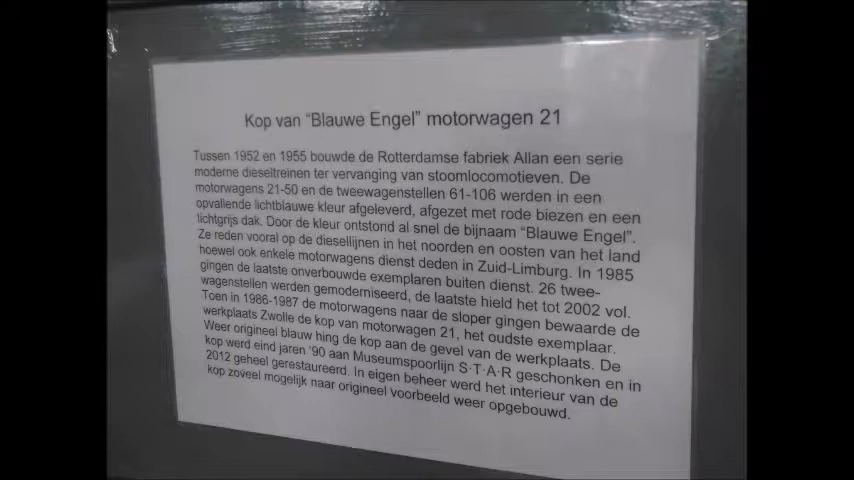 Kop van “Blauwe Engel” motorwagen 21
Tussen 1952 en 1955 bouwde de Rotterdamse fabriek Allan een serie
moderne dieseltreinen ter vervanging van stoomlocomotieven. De
motorwagens 21-50 en de tweewagenstellen 61-106 werden in een
opvallende lichtblauwe kleur afgeleverd, afgezet met rode biezen en een
lichtgrijs dak. Door de kleur ontstond al snel de bijnaam “Blauwe Engel”.
Ze reden vooral op de diesellijnen in het noorden en oosten van het land
hoewel ook enkele motorwagens dienst deden in Zuid-Limburg. In 1985
gingen de laatste onverbouwde exemplaren buiten dienst. 26 twee-
wagenstellen werden gemoderniseerd, de laatste hield het tot 2002 vol.
Toen in 1986-1987 de motorwagens naar de sloper gingen bewaarde de
werkplaats Zwolle de kop van motorwagen 21, het oudste exemplaar.
Weer origineel blauw hing de kop aan de gevel van de werkplaats. De
kop werd eind jaren ’90 aan Museumspoorlijn S·T·A·R geschonken en in
2012 geheel gerestaureerd. In eigen beheer werd het interieur van de
kop zoveel mogelijk naar origineel voorbeeld weer opgebouwd.